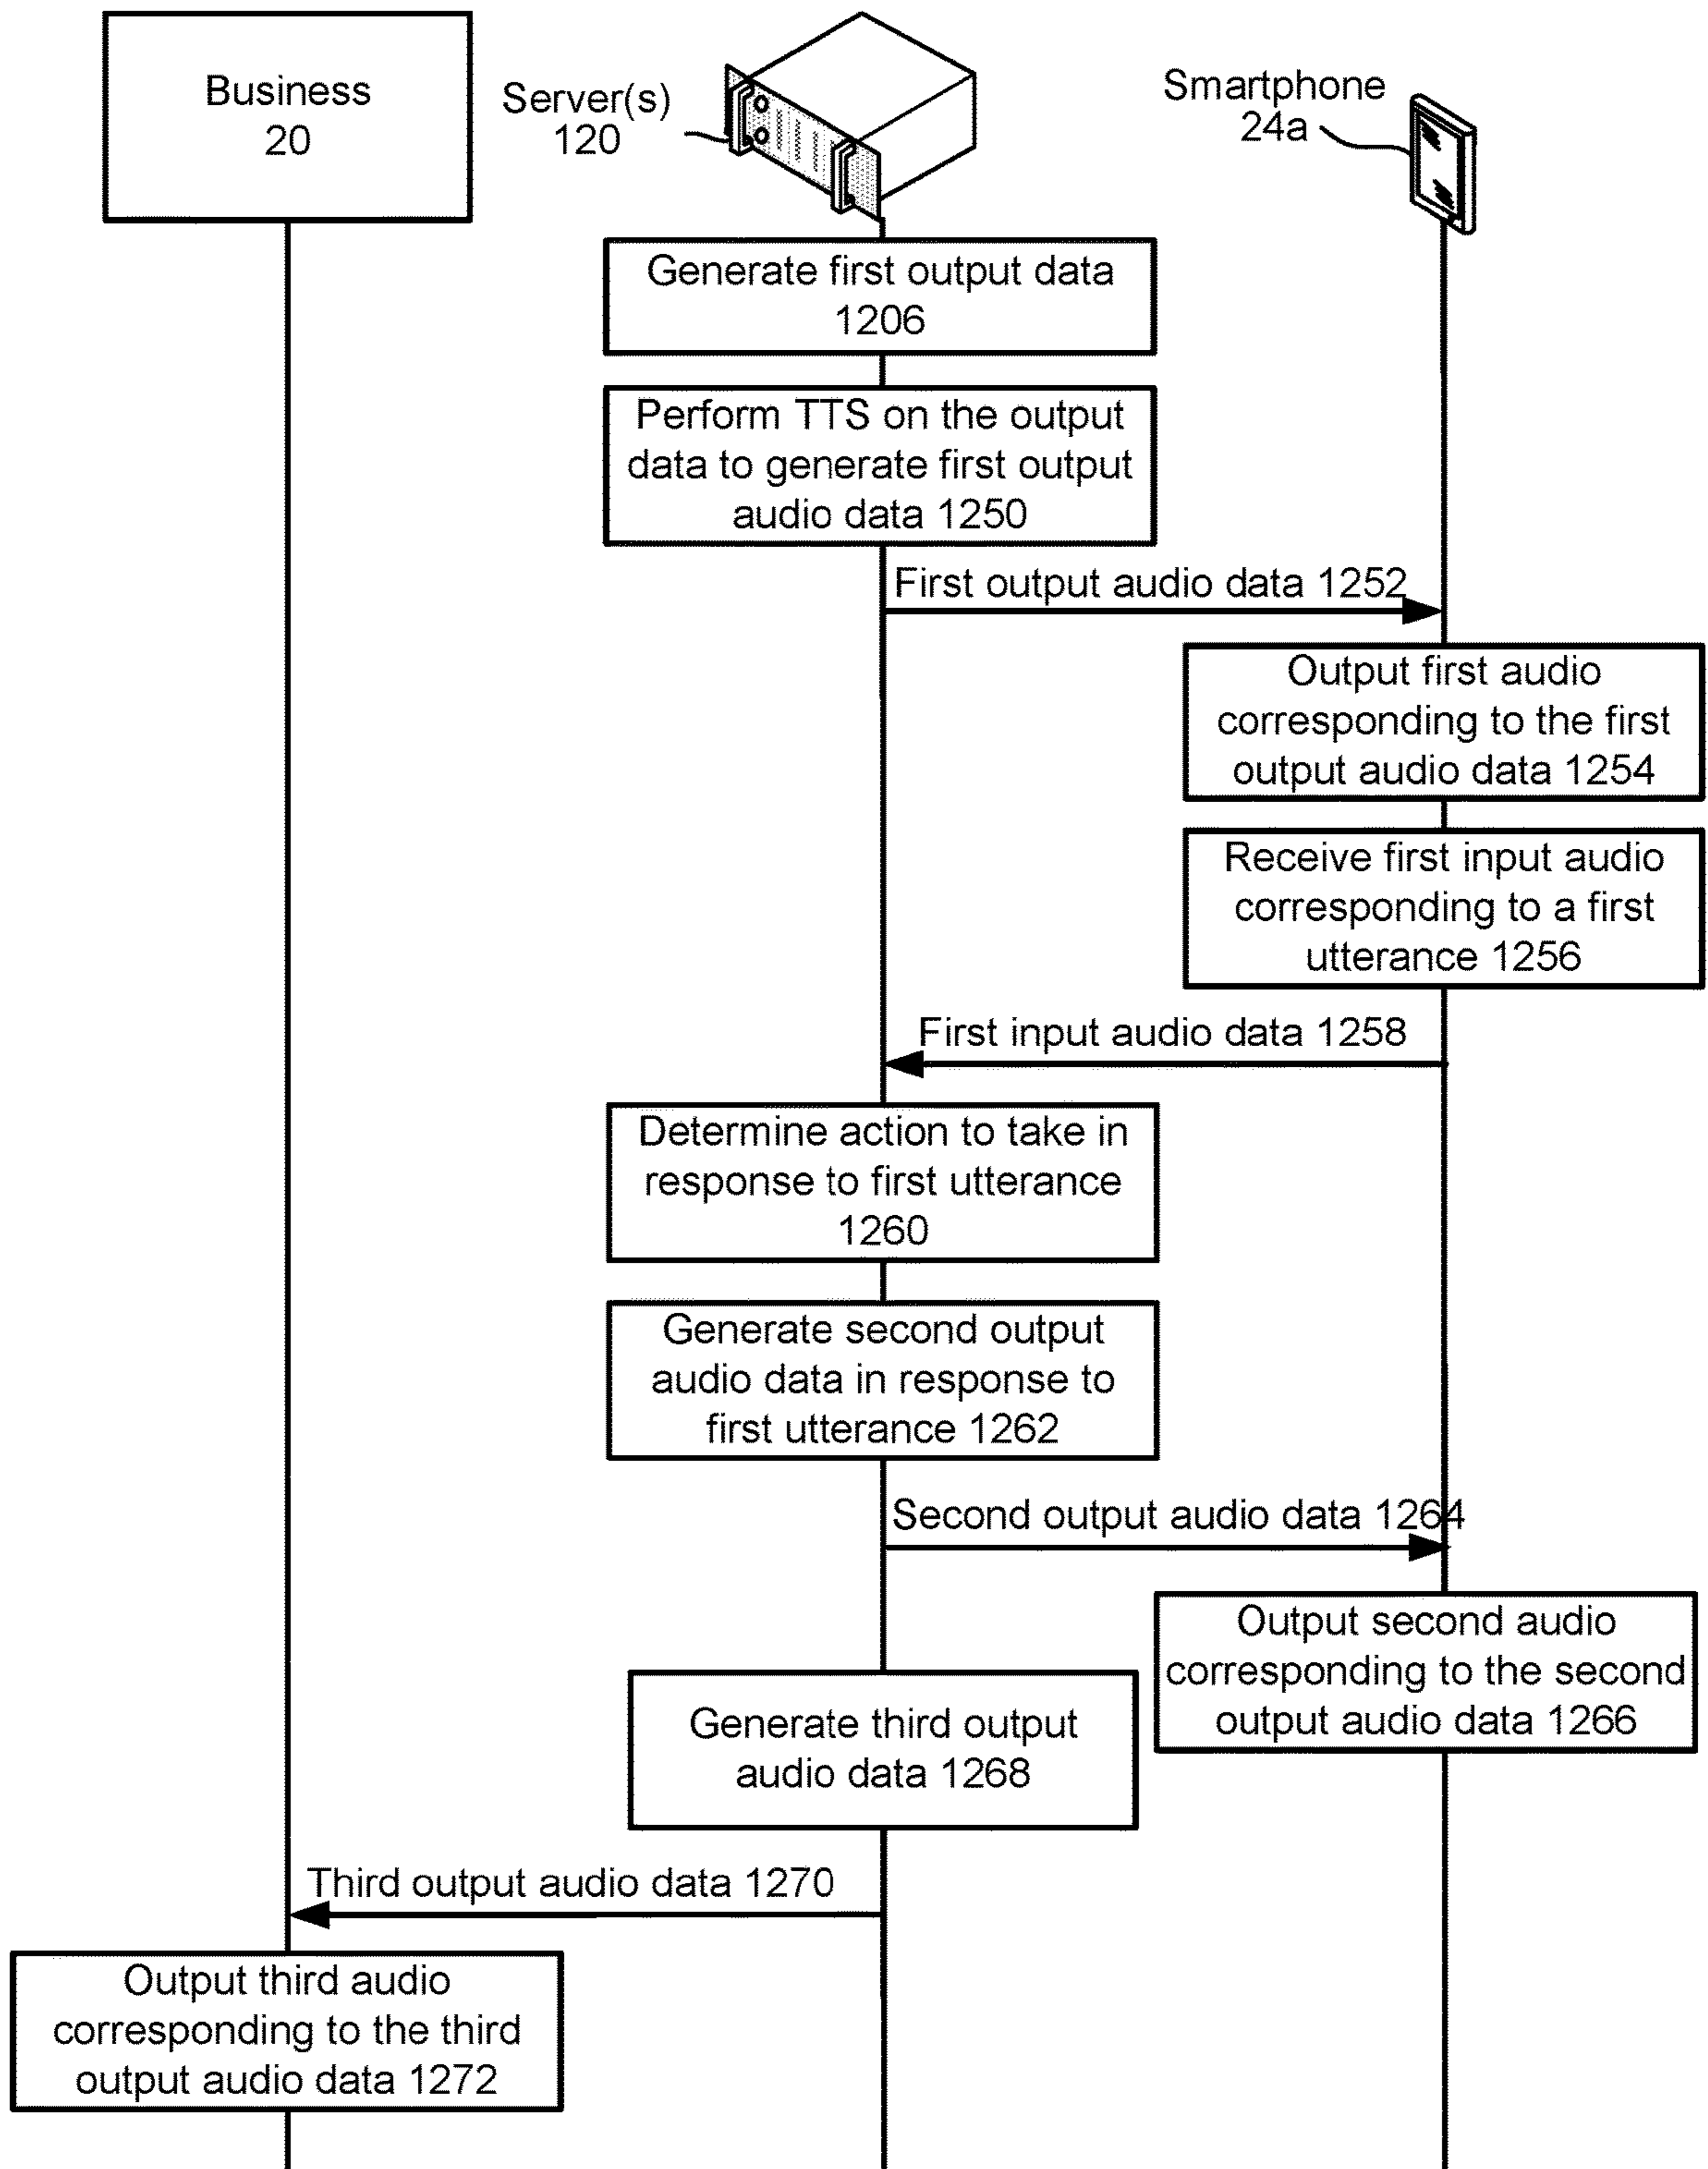 Business
20
Server(s)
120
Smartphone
24a
Generate first output data
1206
Perform TTS on the output
data to generate first output
audio data 1250
First output audio data 1252
Output first audio
corresponding to the first
output audio data 1254
Receive first input audio
corresponding to a first
utterance 1256
First input audio data 1258
Determine action to take in
response to first utterance
1260
Generate second output
audio data in response to
first utterance 1262
Second output audio data 1264
Output second audio
corresponding to the second
output audio data 1266
Generate third output
audio data 1268
Third output audio data 1270
Output third audio
corresponding to the third
output audio data 1272